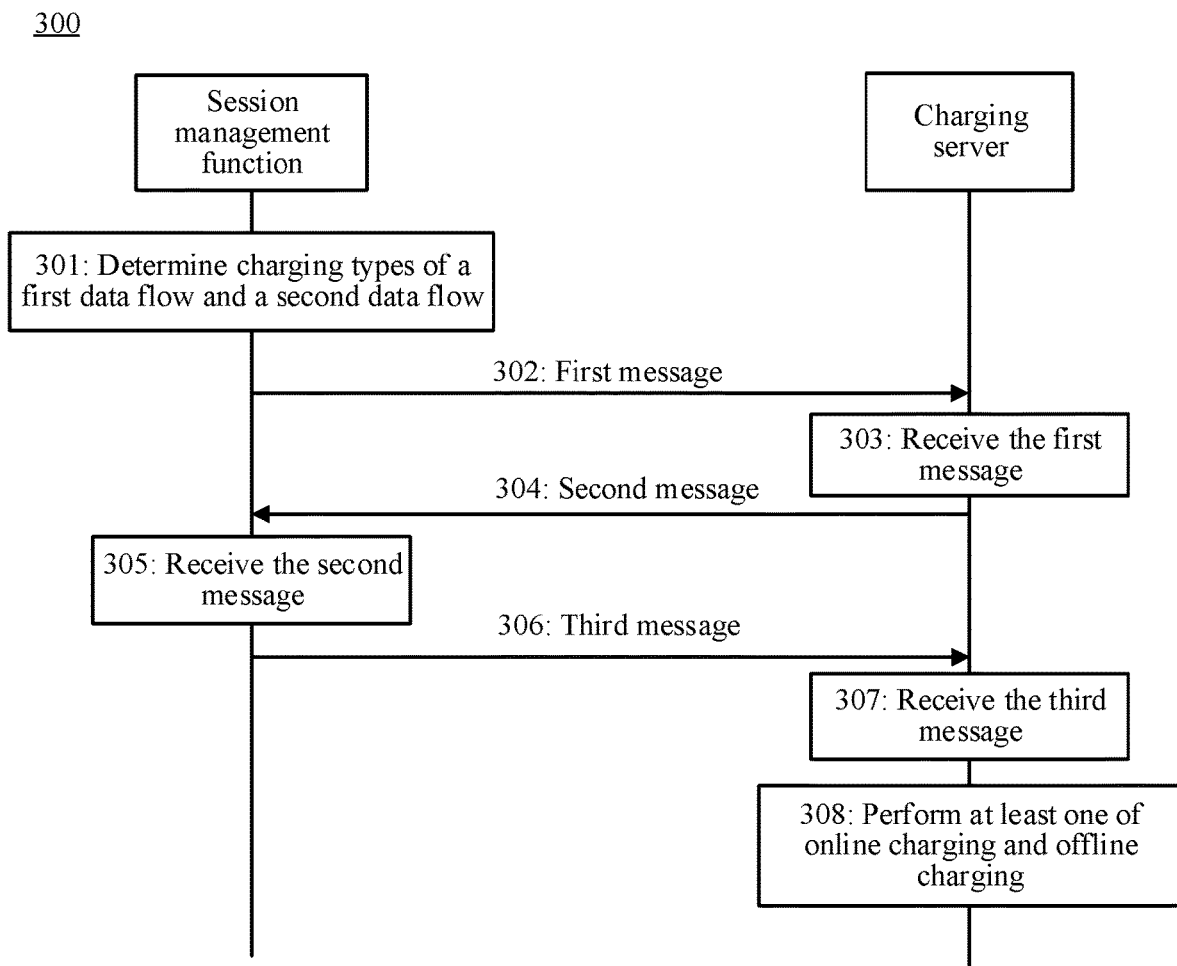 300
Session
management
function
Charging
server
301: Determine charging types of a
first data flow and a second data flow
302: First message
303: Receive the first
message
304: Second message
305: Receive the second
message
306: Third message
307: Receive the third
message
308: Perform at least one of
online charging and offline
charging